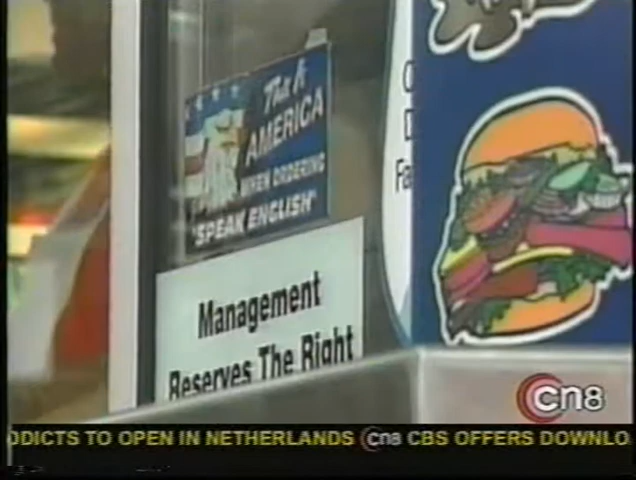 This Is
AMERICA
WHEN ORDERING
"SPEAK ENGLISH"
Management
Reserves The Right
Fa
cn8
ODICTS TO OPEN IN NETHERLANDS cn8 CBS OFFERS DOWNLO